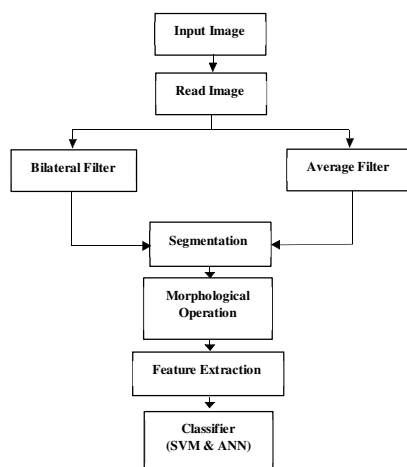 Input Image
Read Image
Bilateral Filter
Average Filter
Segmentation
Morphological
Operation
Feature Extraction
Classifier
(SVM & ANN)